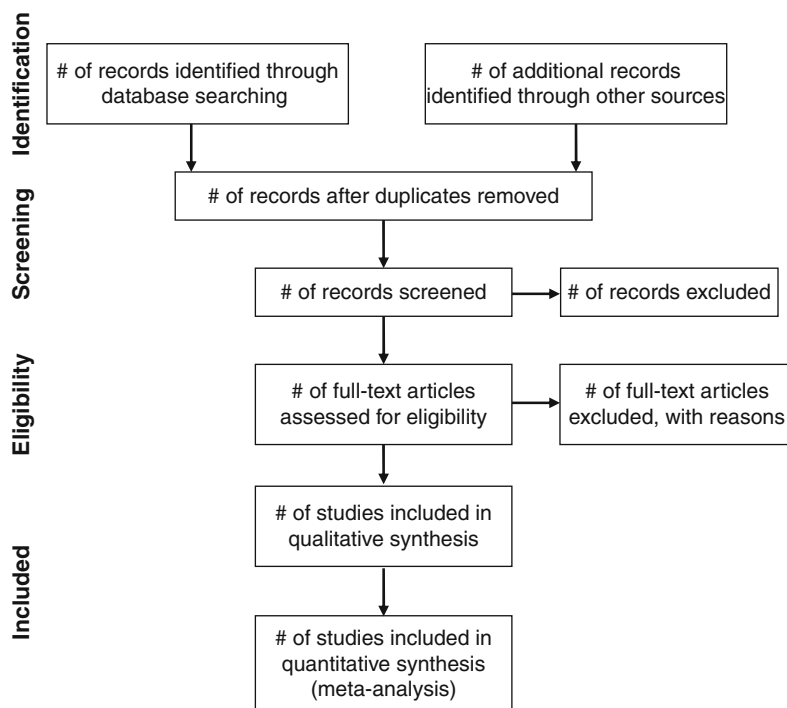 Identification
# of records identified through
database searching
# of additional records
identified through other sources
Screening
# of records after duplicates removed
# of records screened
# of records excluded
Eligibility
# of full-text articles
assessed for eligibility
# of full-text articles
excluded, with reasons
Included
# of studies included in
qualitative synthesis
# of studies included in
quantitative synthesis
(meta-analysis)